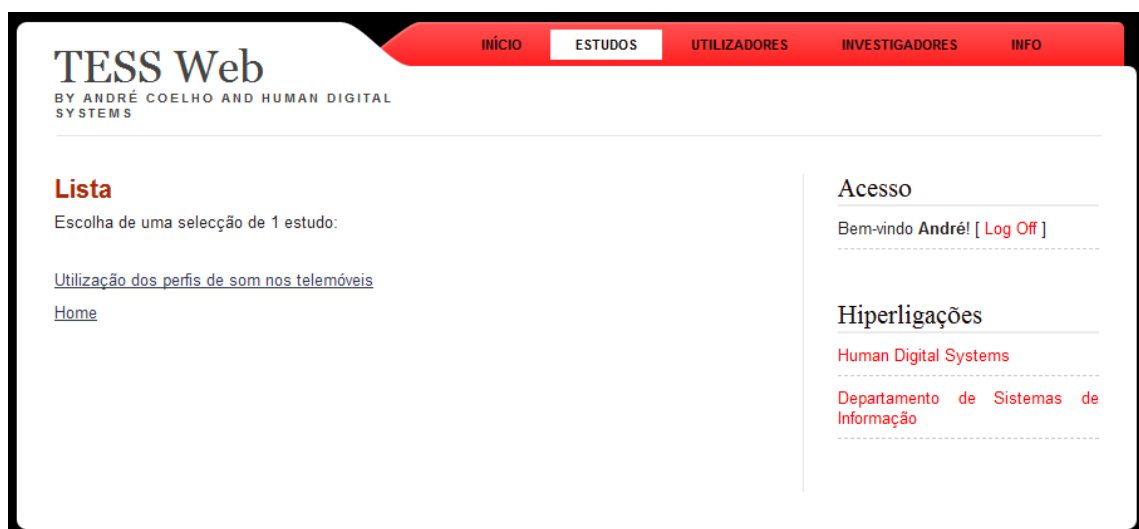 INÍCIO ESTUDOS UTILIZADORES INVESTIGADORES INFO
TESS Web
BY ANDRÉ COELHO AND HUMAN DIGITAL
SYSTEMS
Lista
Escolha de uma selecção de 1 estudo:
Utilização dos perfis de som nos telemóveis
Home
Acesso
Bem-vindo André! [ Log Off ]
Hiperligações
Human Digital Systems
Departamento de Sistemas de
Informação